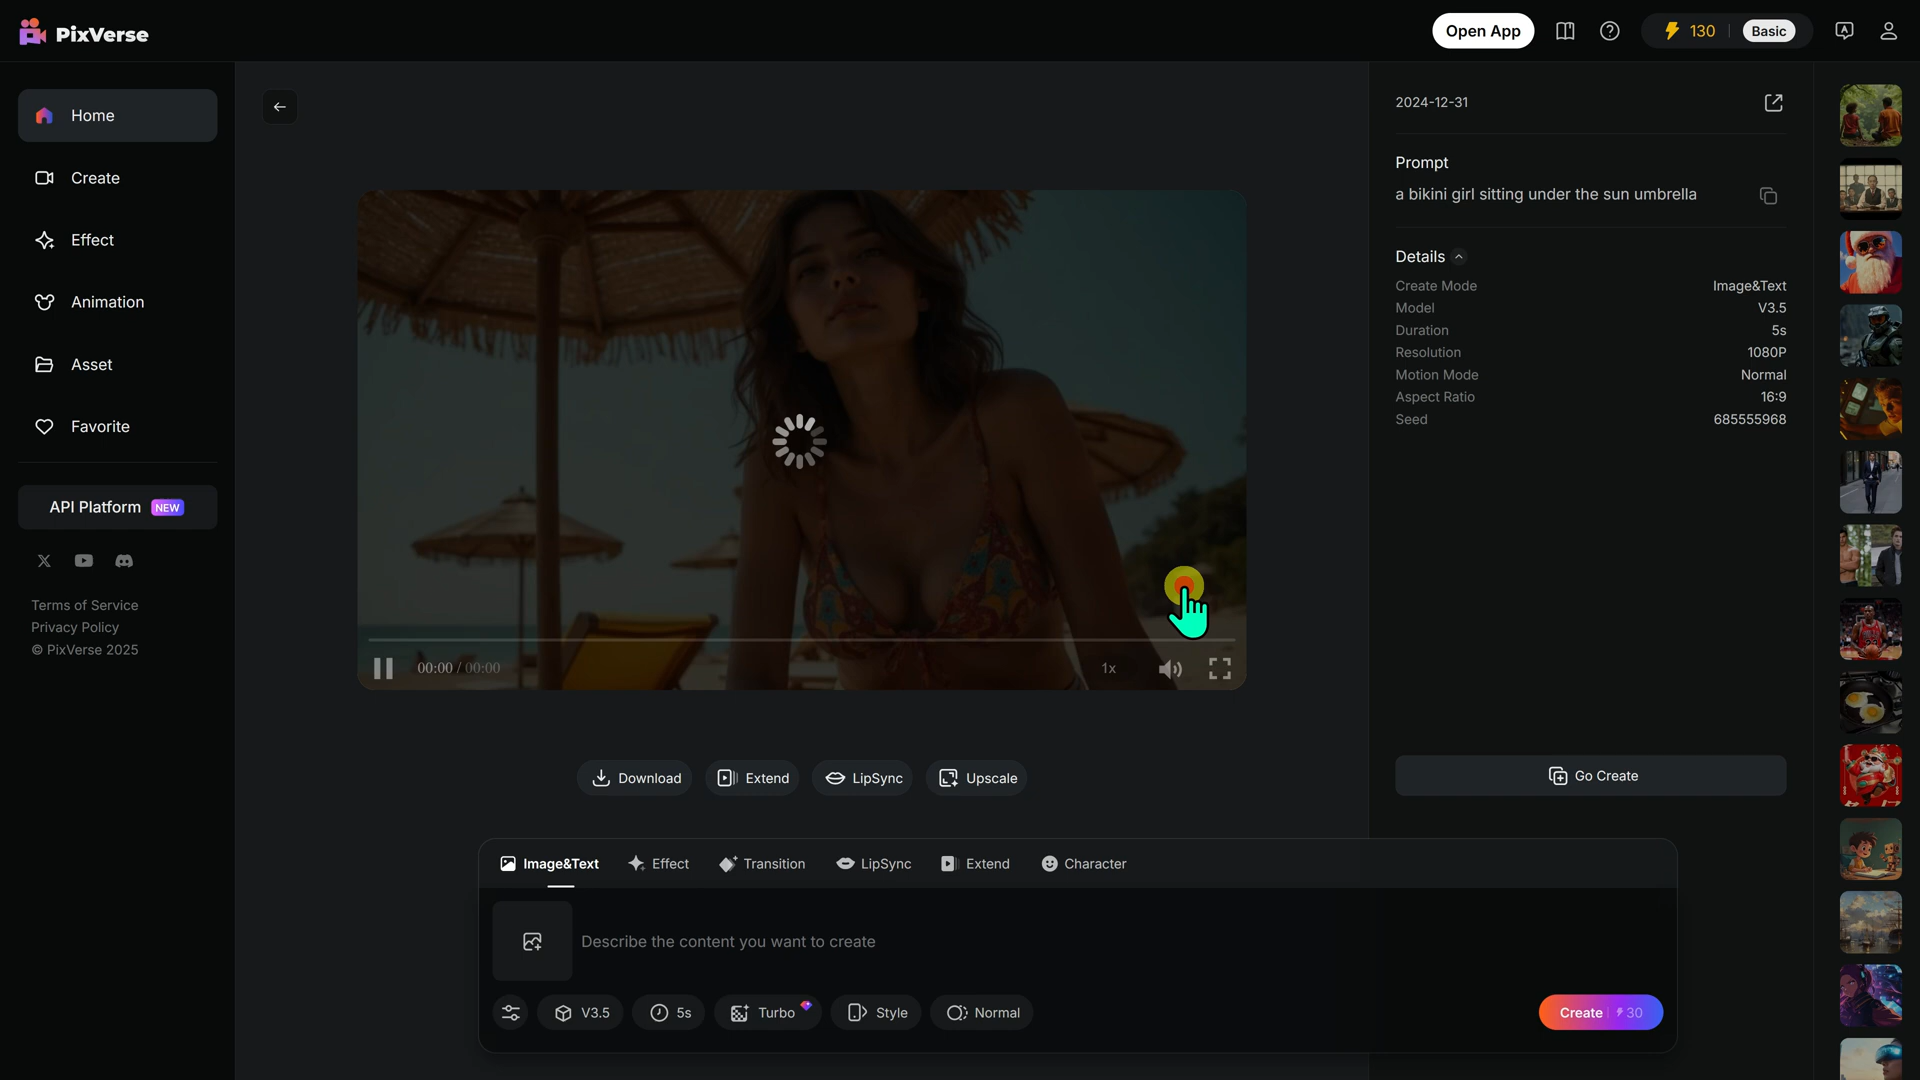 PixVerse
Open App
130
Basic
Home
Create
Effect
Animation
Asset
Favorite
API Platform NEW
Terms of Service
Privacy Policy
© PixVerse 2025
00:00 / 00:00
1x
Download
Extend
LipSync
Upscale
2024-12-31
Prompt
a bikini girl sitting under the sun umbrella
Details
Create Mode Image&Text
Model V3.5
Duration 5s
Resolution 1080P
Motion Mode Normal
Aspect Ratio 16:9
Seed 685555968
Go Create
Image&Text
Effect
Transition
LipSync
Extend
Character
Describe the content you want to create
V3.5
5s
Turbo
Style
Normal
Create 30